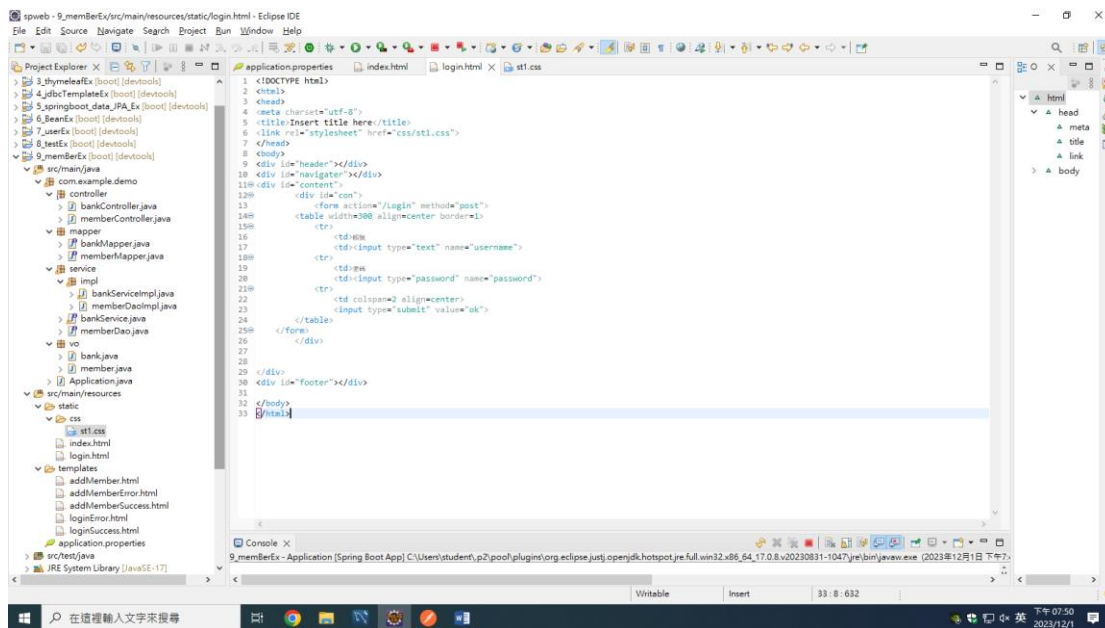 spweb - 9_memBerEx/src/main/resources/static/login.html - Eclipse IDE
File Edit Source Navigate Search Project Run Window Help
Project Explorer
application.properties index.html login.html st1.css
3_thymeleafEx [boot] [devtools]
4_jdbcTemplateEx [boot] [devtools]
5_springboot_data_JPA_Ex [boot] [devtools]
6_BeanEx [boot] [devtools]
7_userEx [boot] [devtools]
8_testEx [boot] [devtools]
9_memBerEx [boot] [devtools]
src/main/java
com.example.demo
controller
bankController.java
memberController.java
mapper
bankMapper.java
memberMapper.java
service
impl
bankServiceImpl.java
memberDaoImpl.java
bankService.java
memberDao.java
vo
bank.java
member.java
Application.java
src/main/resources
static
css
st1.css
index.html
login.html
templates
addMember.html
addMemberError.html
addMemberSuccess.html
loginError.html
loginSuccess.html
application.properties
src/test/java
JRE System Library [JavaSE-17]
1 <!DOCTYPE html>
2 <html>
3 <head>
4 <meta charset="utf-8">
5 <title>Insert title here</title>
6 <link rel="stylesheet" href="css/st1.css">
7 </head>
8 <body>
9 <div id="header"></div>
10 <div id="navigater"></div>
11 <div id="content">
12 <div id="con">
13 <form action="/Login" method="post">
14 <table width=300 align=center border=1>
15 <tr>
16 <td>
17 <td><input type="text" name="username">
18 <tr>
19 <td>
20 <td><input type="password" name="password">
21 <tr>
22 <td colspan=2 align=center>
23 <input type="submit" value="ok">
24 </table>
25 </form>
26 </div>
27
28
29 </div>
30 <div id="footer"></div>
31
32 </body>
33 </html>
html
head
meta
title
link
body
Console
9_memBerEx - Application [Spring Boot App] C:\Users\student\.p2\pool\plugins\org.eclipse.justj.openjdk.hotspot.jre.full.win32.x86_64_17.0.8.v20230831-1047\jre\bin\javaw.exe (2023年12月1日 下午7:
Writable Insert 33 : 8 : 632
在這裡輸入文字來搜尋
英
下午 07:50
2023/12/1